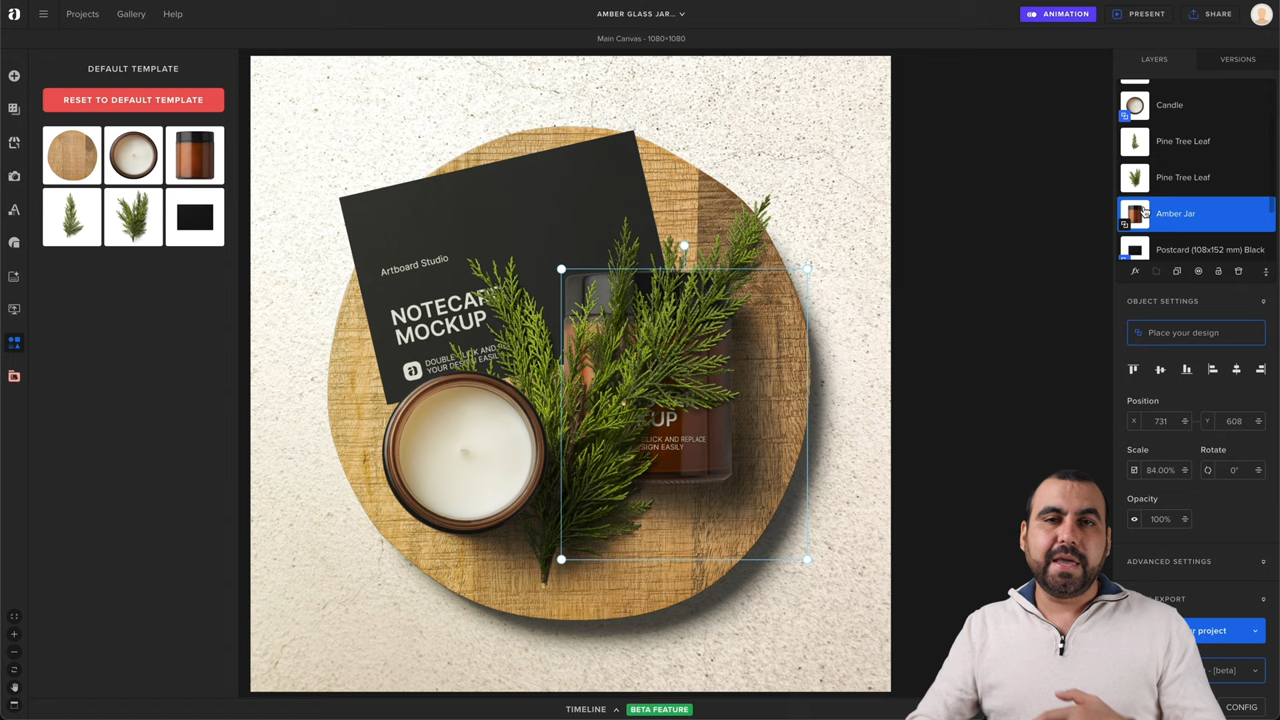 Projects
Gallery
Help
AMBER GLASS JAR...
ANIMATION
PRESENT
SHARE
Main Canvas - 1080×1080
DEFAULT TEMPLATE
RESET TO DEFAULT TEMPLATE
LAYERS
VERSIONS
Candle
Pine Tree Leaf
Pine Tree Leaf
Amber Jar
Postcard (108x152 mm) Black
OBJECT SETTINGS
Place your design
Position
X 731
Y 608
Scale
Rotate
84.00%
0°
Opacity
100%
ADVANCED SETTINGS
EXPORT
project
- [beta]
CONFIG
TIMELINE
BETA FEATURE
Artboard Studio
NOTECAR
MOCKUP
DOUBLE CLICK AND
YOUR DESIGN EASIL
UP
CLICK AND REPLACE
SIGN EASILY